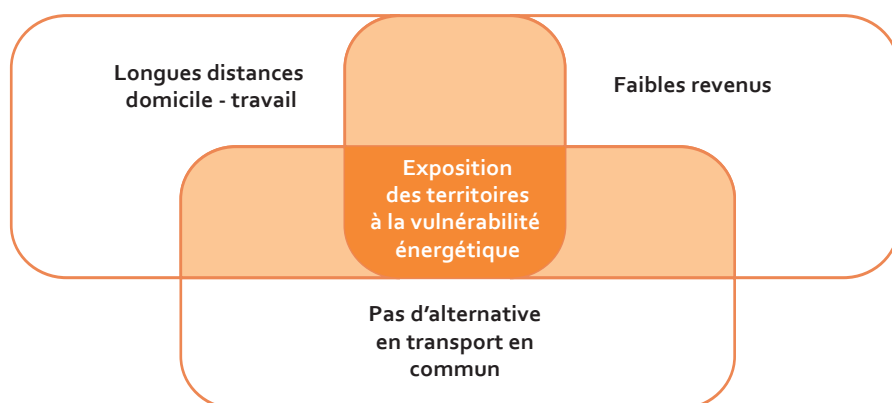 Longues distances
domicile - travail
Faibles revenus
Exposition
des territoires
à la vulnérabilité
énergétique
Pas d’alternative
en transport en
commun